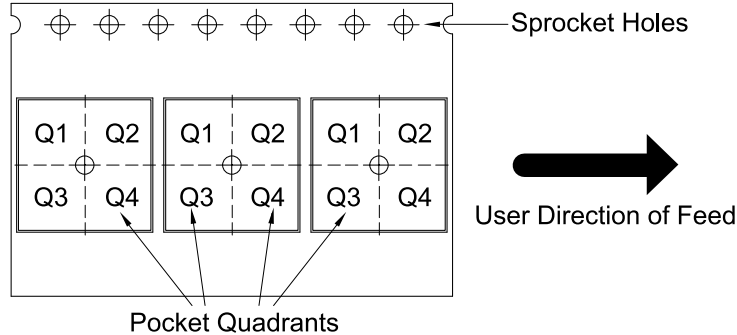 Sprocket Holes
Q1 Q2 Q1 Q2 Q1 Q2
Q3 Q4 Q3 Q4 Q3 Q4
User Direction of Feed
Pocket Quadrants